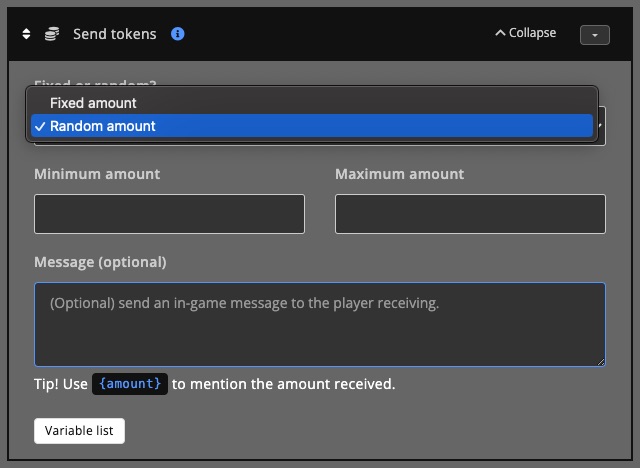 Send tokens
Collapse
Fixed or random?
Fixed amount
✓ Random amount
Minimum amount
Maximum amount
Message (optional)
(Optional) send an in-game message to the player receiving.
Tip! Use {amount} to mention the amount received.
Variable list